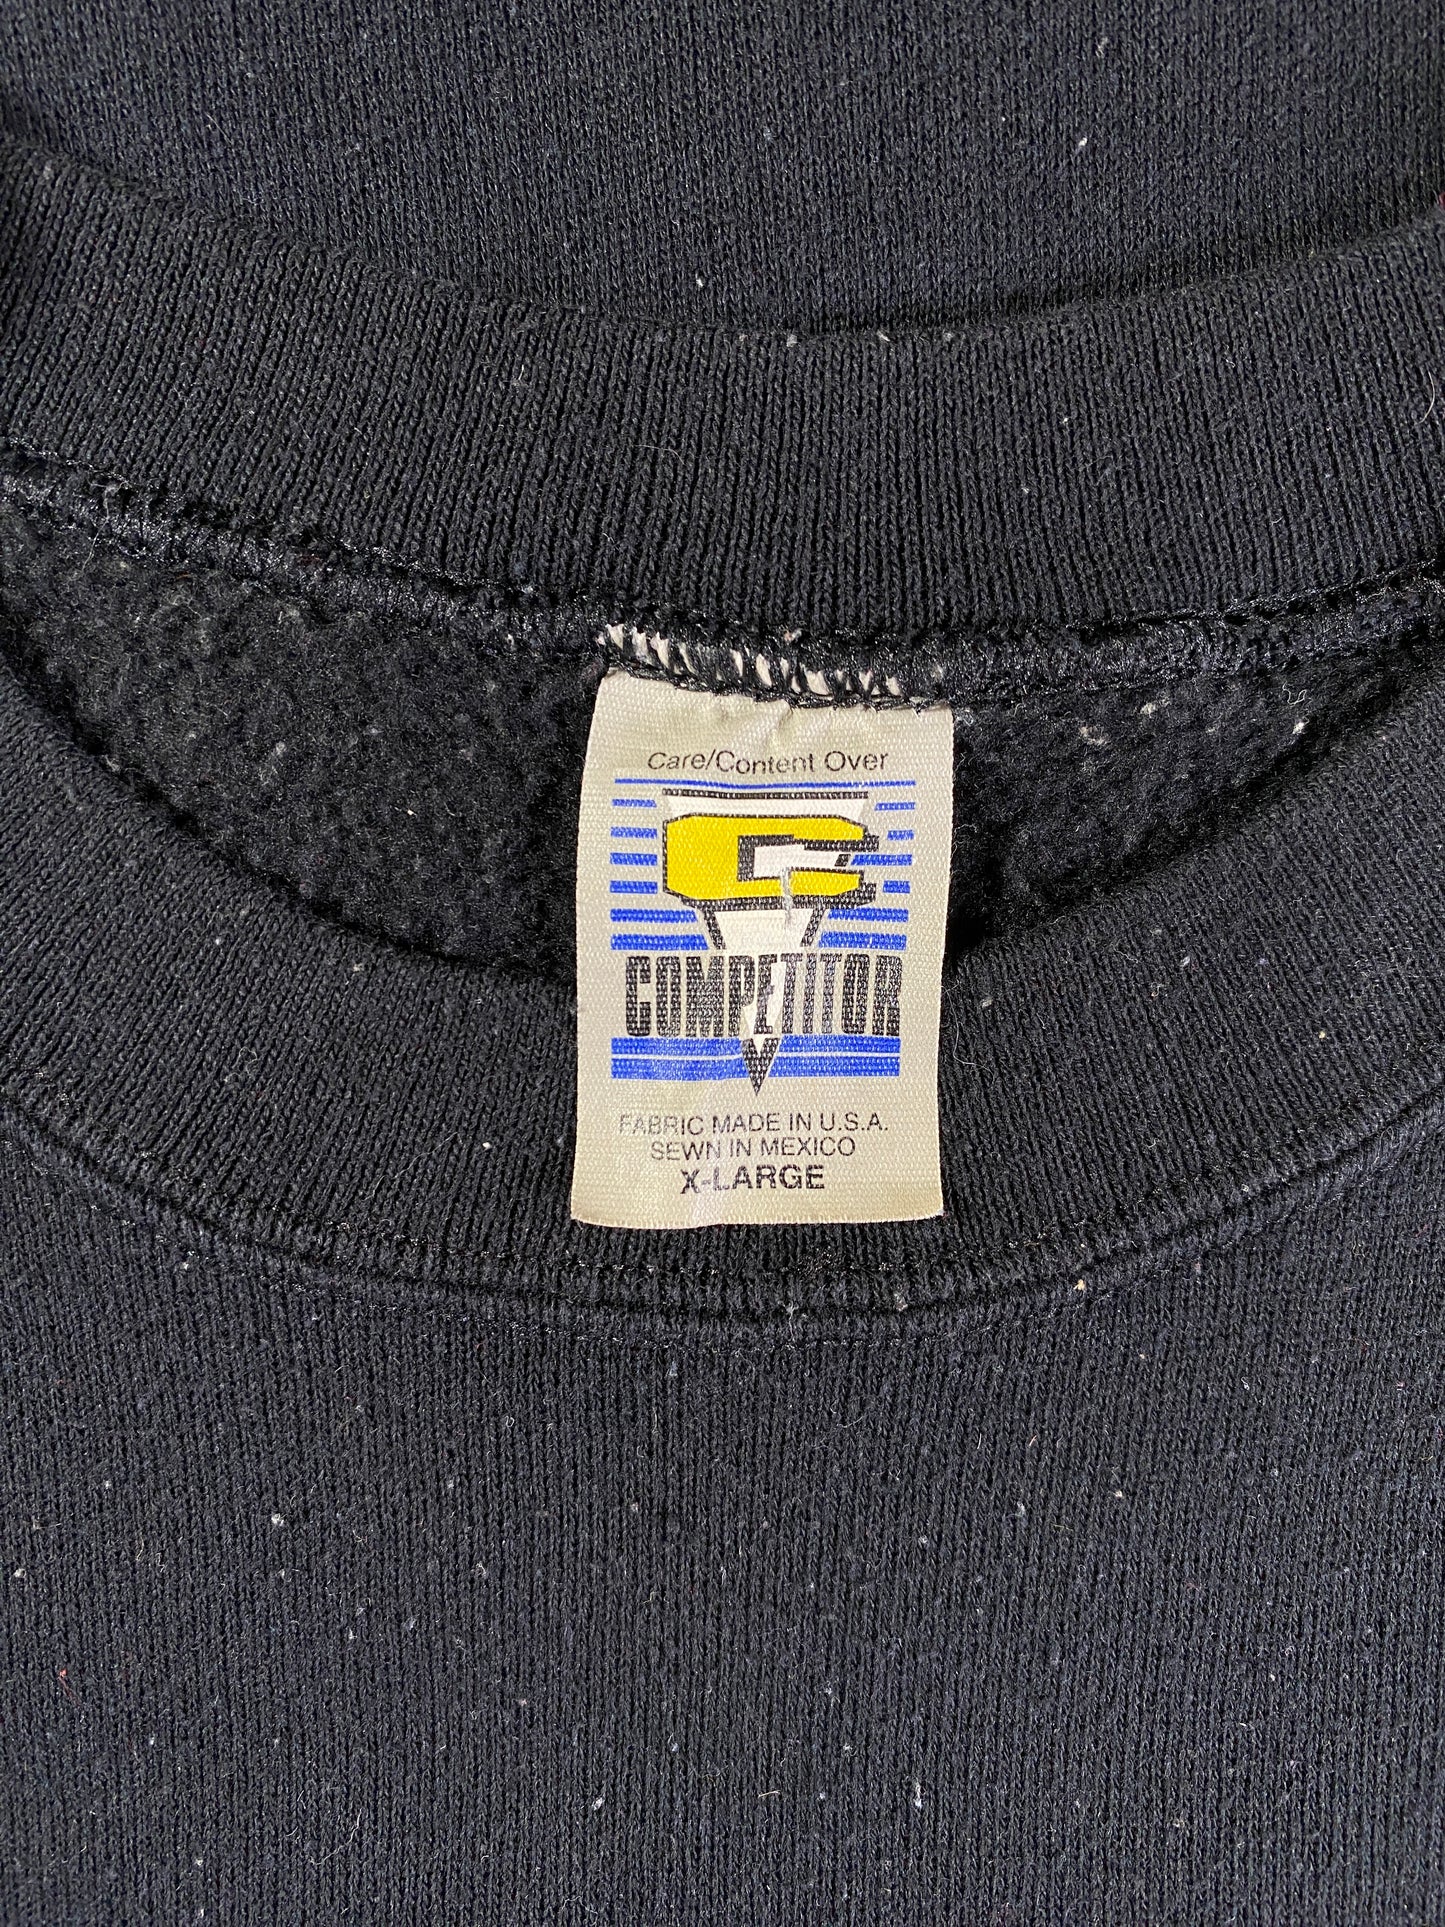 Care/Content Over
C
COMPETITOR
FABRIC MADE IN U.S.A.
SEWN IN MEXICO
X-LARGE